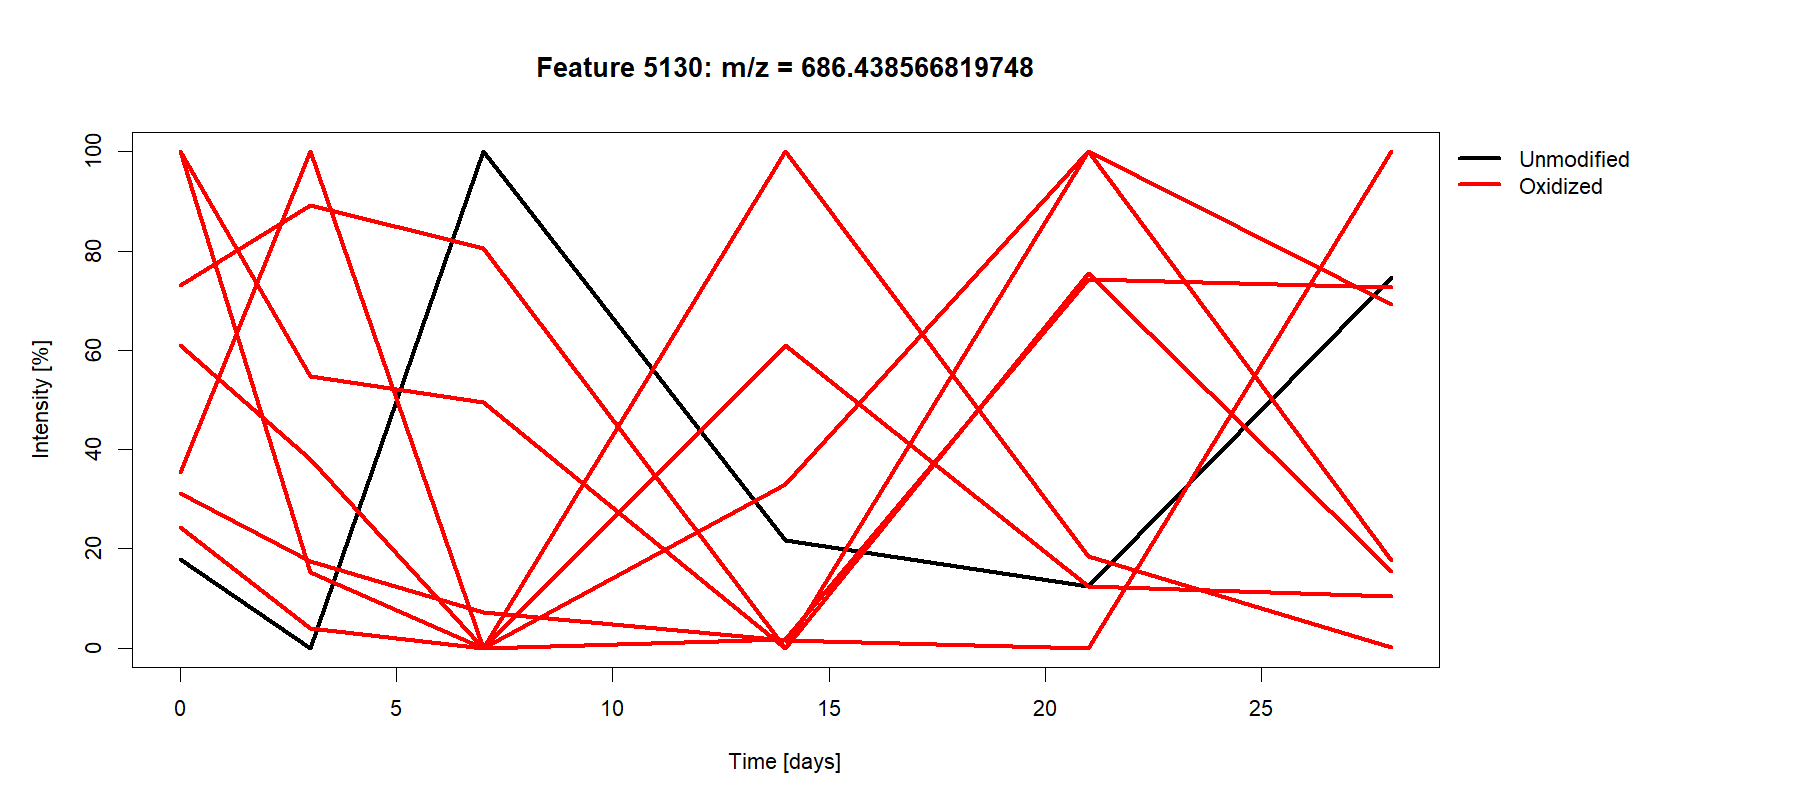 Feature 5130: m/z = 686.438566819748
Unmodified
Oxidized
Intensity [%]
100
80
60
40
20
0
0 5 10 15 20 25
Time [days]